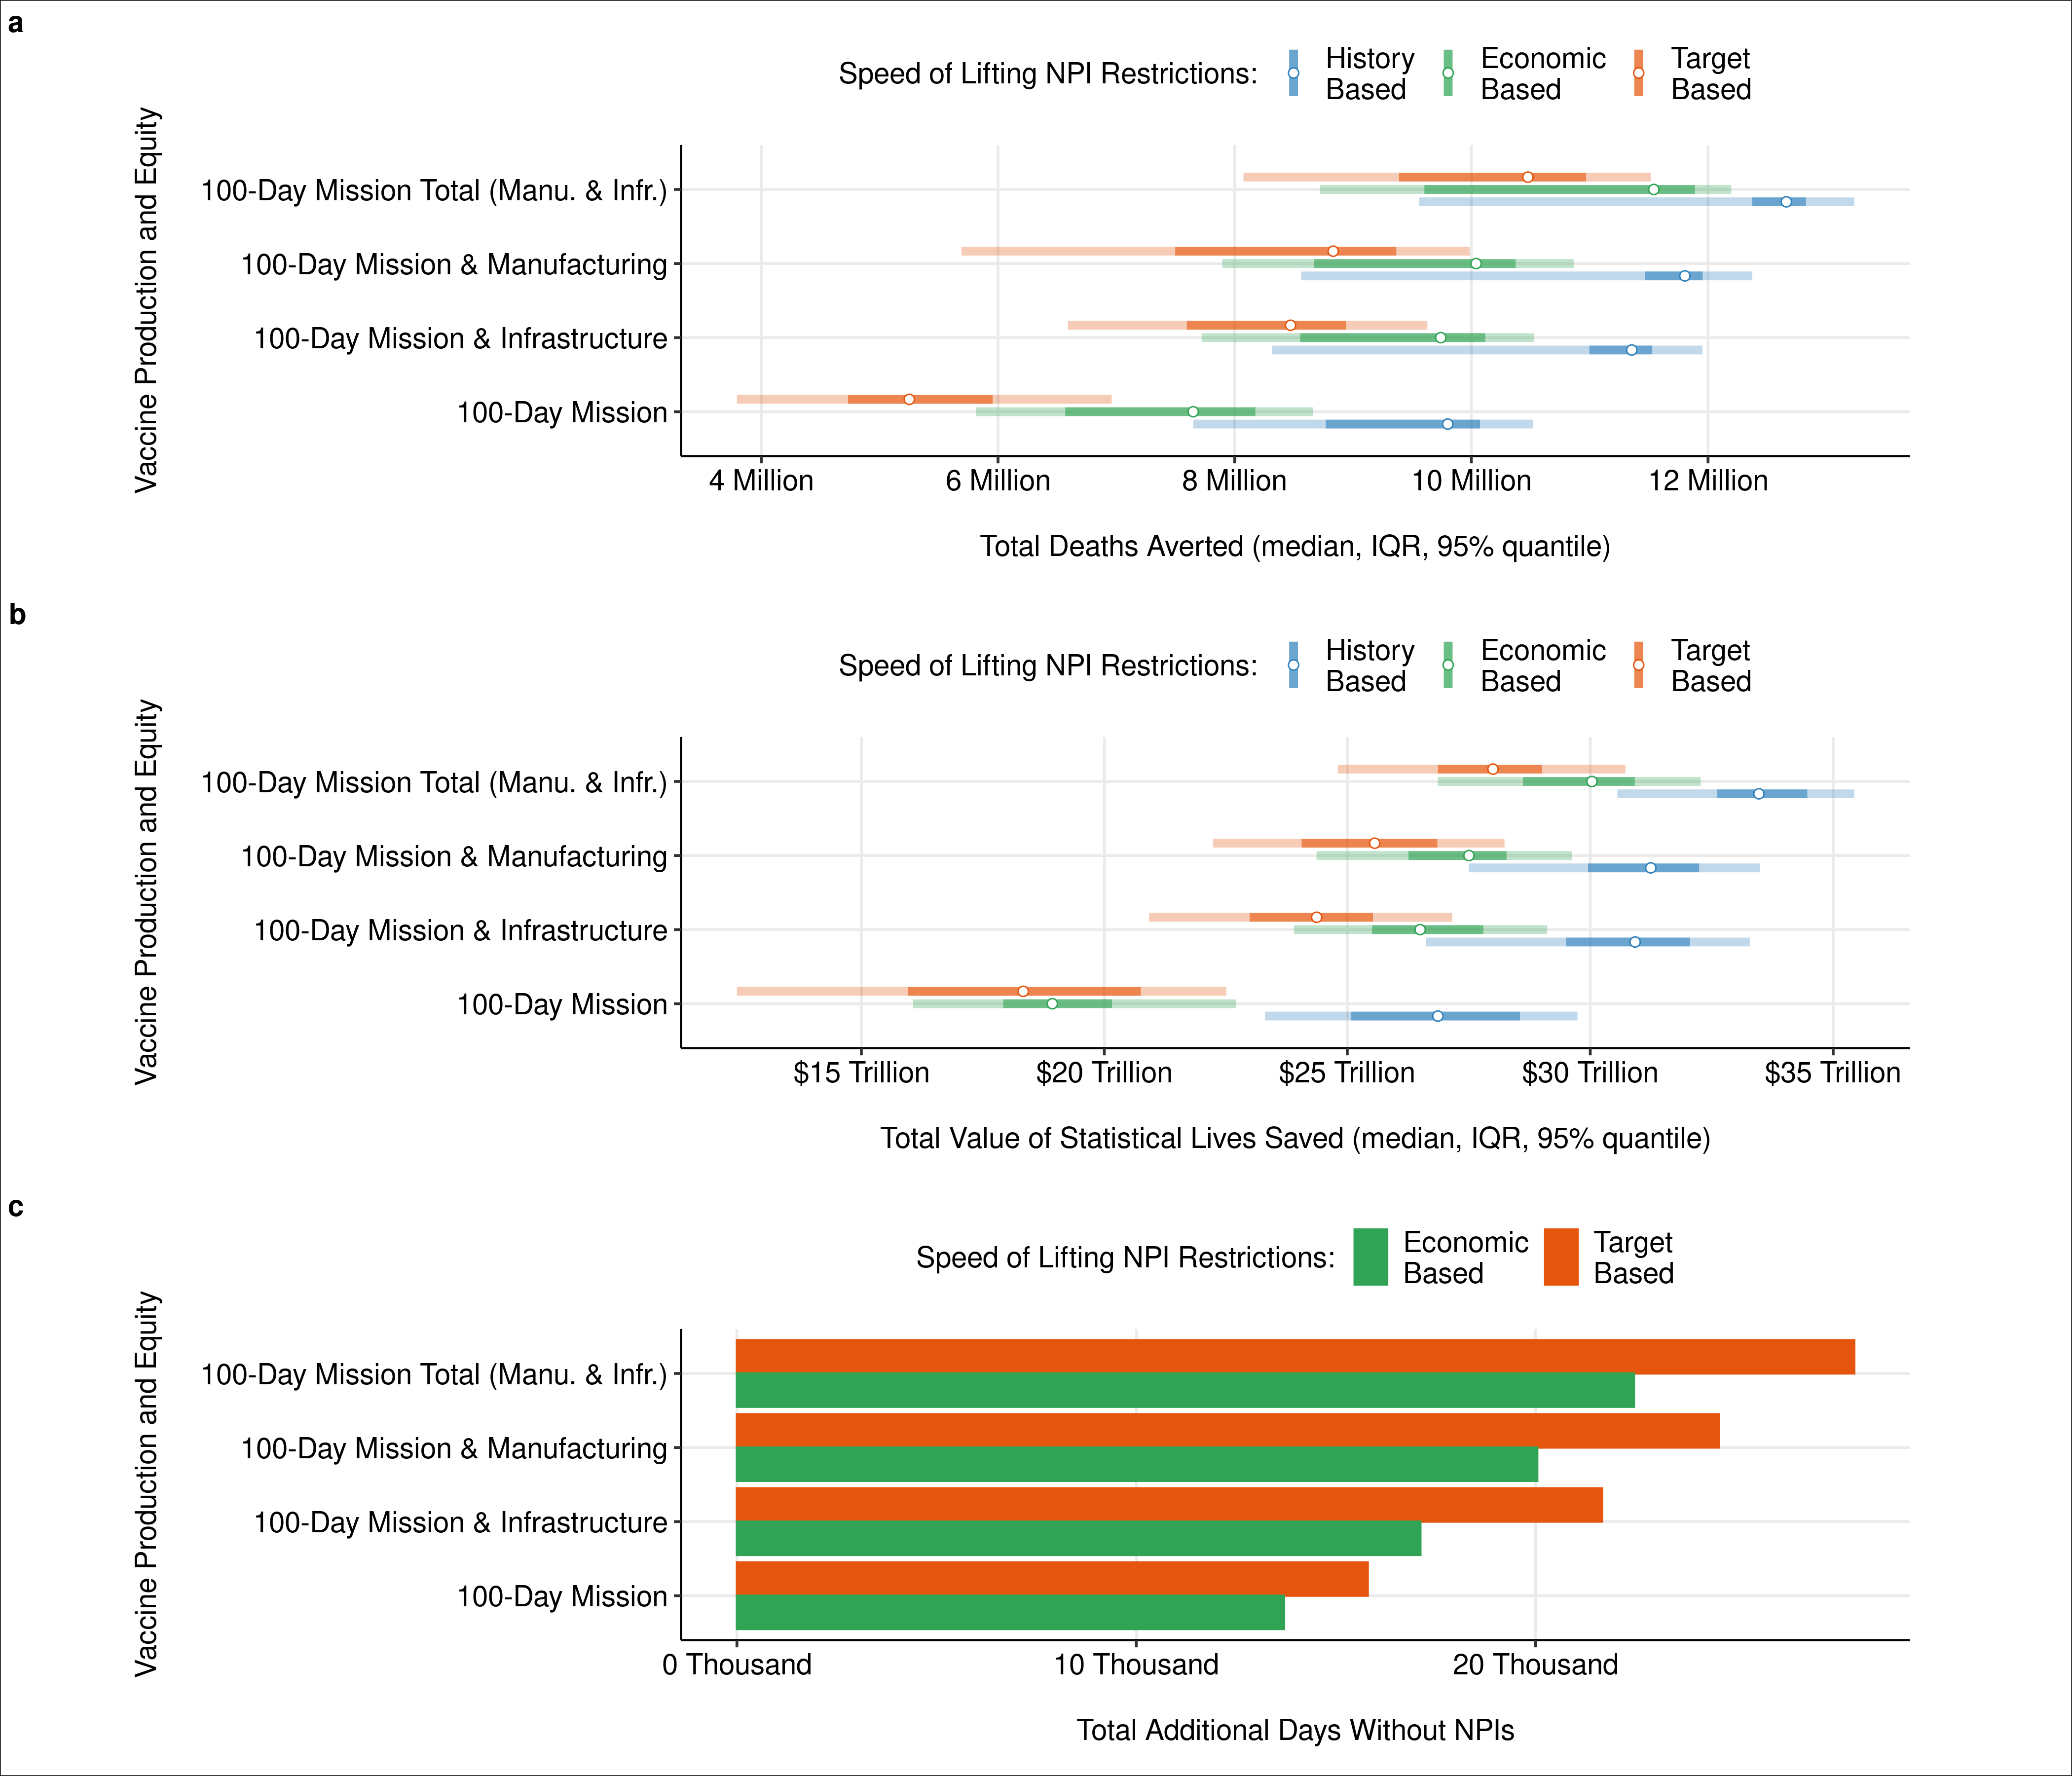 a
Speed of Lifting NPI Restrictions:
History
Based
Economic
Based
Target
Based
Vaccine Production and Equity
100-Day Mission Total (Manu. & Infr.)
100-Day Mission & Manufacturing
100-Day Mission & Infrastructure
100-Day Mission
4 Million
6 Million
8 Million
10 Million
12 Million
Total Deaths Averted (median, IQR, 95% quantile)
b
Speed of Lifting NPI Restrictions:
History
Based
Economic
Based
Target
Based
Vaccine Production and Equity
100-Day Mission Total (Manu. & Infr.)
100-Day Mission & Manufacturing
100-Day Mission & Infrastructure
100-Day Mission
$15 Trillion
$20 Trillion
$25 Trillion
$30 Trillion
$35 Trillion
Total Value of Statistical Lives Saved (median, IQR, 95% quantile)
c
Speed of Lifting NPI Restrictions:
Economic
Based
Target
Based
Vaccine Production and Equity
100-Day Mission Total (Manu. & Infr.)
100-Day Mission & Manufacturing
100-Day Mission & Infrastructure
100-Day Mission
0 Thousand
10 Thousand
20 Thousand
Total Additional Days Without NPIs